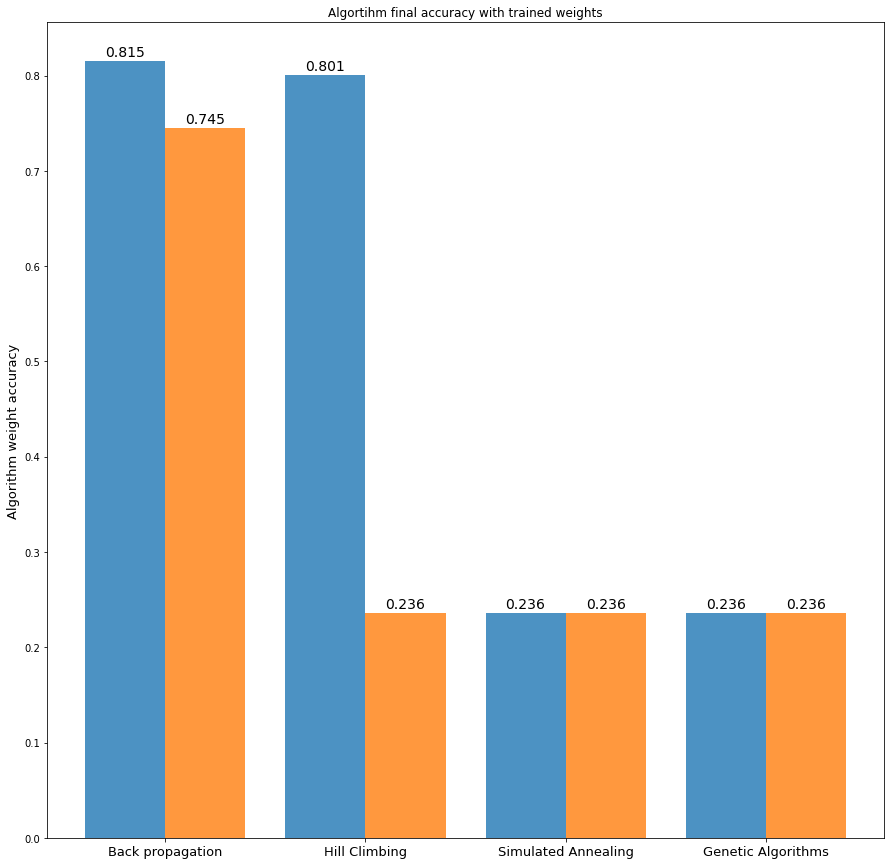 Algortihm final accuracy with trained weights
Algorithm weight accuracy
0.8
0.7
0.6
0.5
0.4
0.3
0.2
0.1
0.0
0.815
0.745
0.801
0.236
0.236
0.236
0.236
0.236
Back propagation
Hill Climbing
Simulated Annealing
Genetic Algorithms